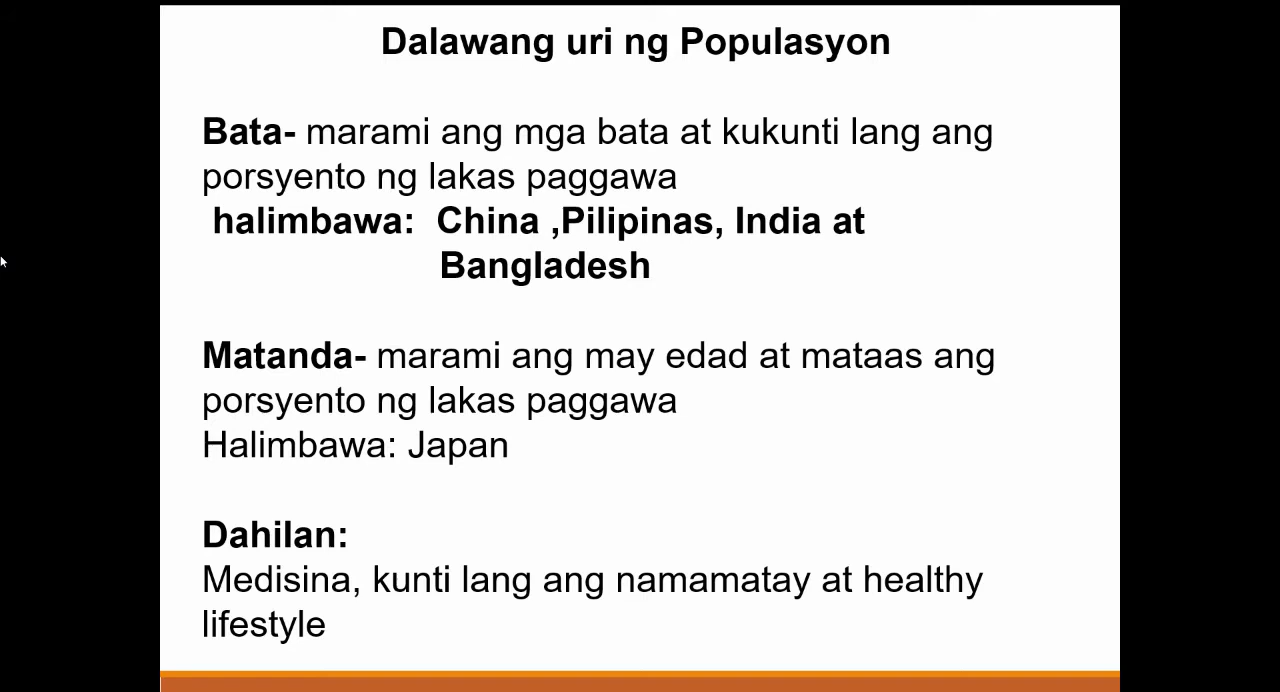 Dalawang uri ng Populasyon
Bata- marami ang mga bata at kukunti lang ang
porsyento ng lakas paggawa
halimbawa: China ,Pilipinas, India at
Bangladesh
Matanda- marami ang may edad at mataas ang
porsyento ng lakas paggawa
Halimbawa: Japan
Dahilan:
Medisina, kunti lang ang namamatay at healthy
lifestyle